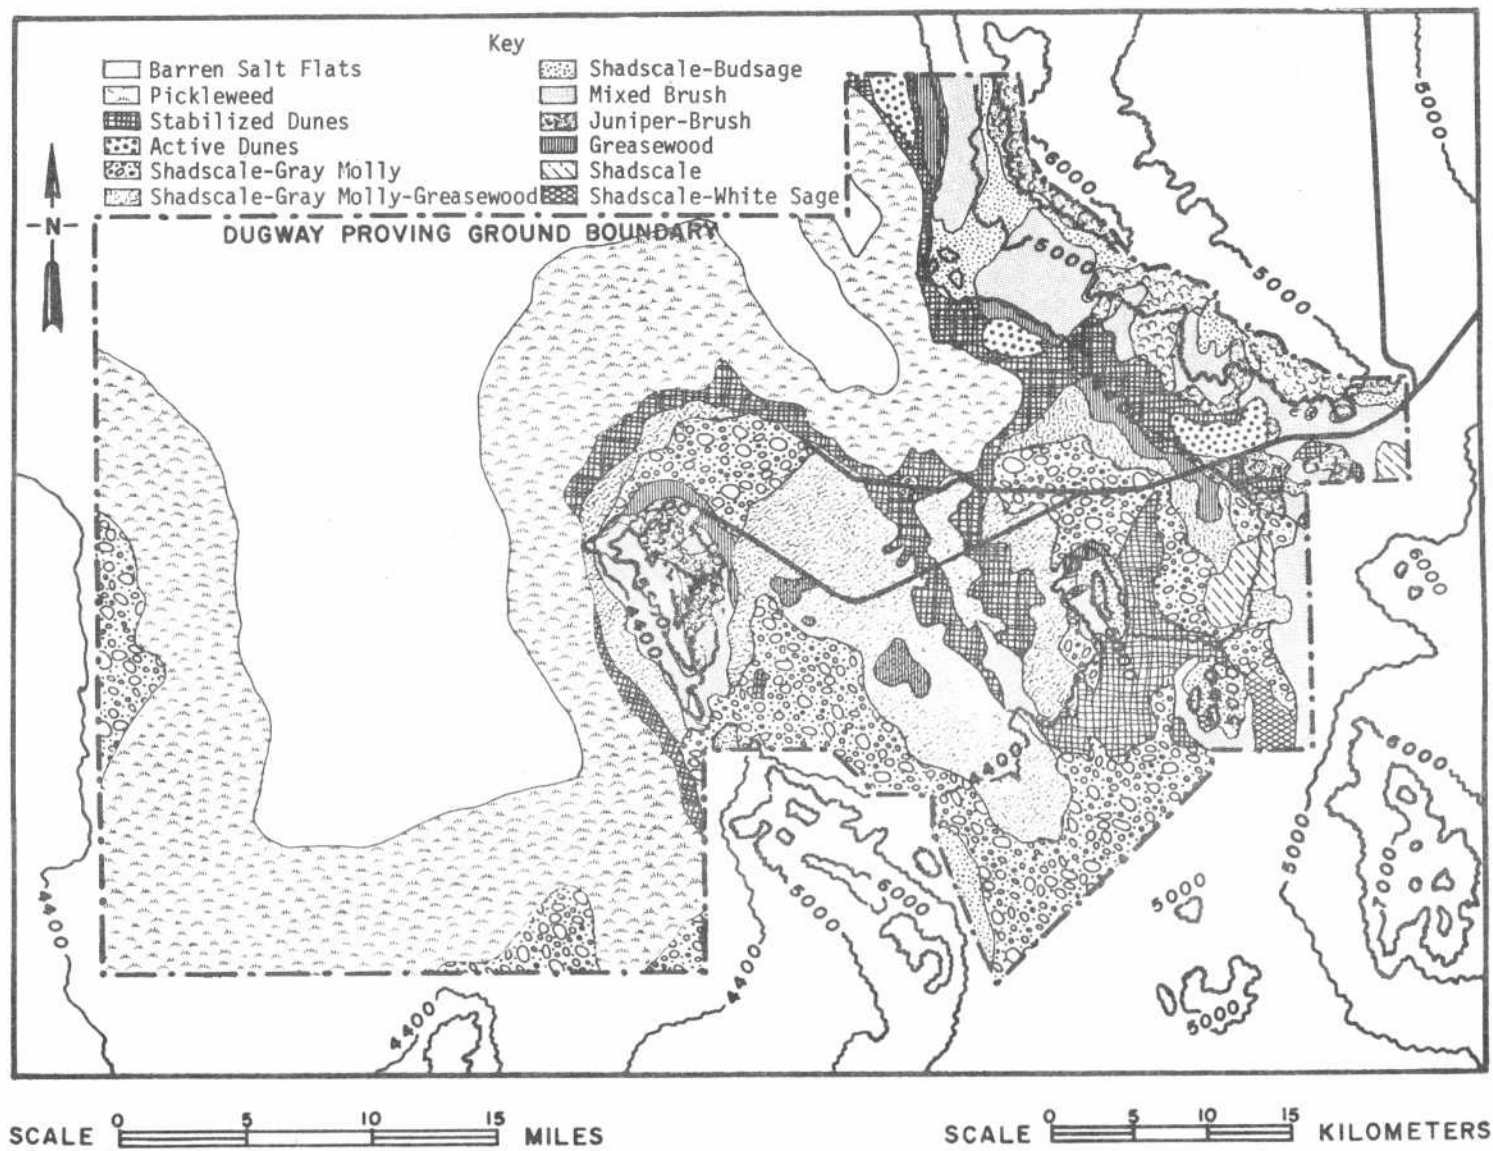 Key
Barren Salt Flats
Pickleweed
Stabilized Dunes
Active Dunes
Shadscale-Gray Molly
Shadscale-Gray Molly-Greasewood
Shadscale-Budsage
Mixed Brush
Juniper-Brush
Greasewood
Shadscale
Shadscale-White Sage
-N-
DUGWAY PROVING GROUND BOUNDARY
5000
6000
5000
5000
6000
5000
4400
5000
4400
6000
5000
7000
5000
6000
5000
4400
4400
4400
5000
SCALE 0 5 10 15 MILES
SCALE 0 5 10 15 KILOMETERS